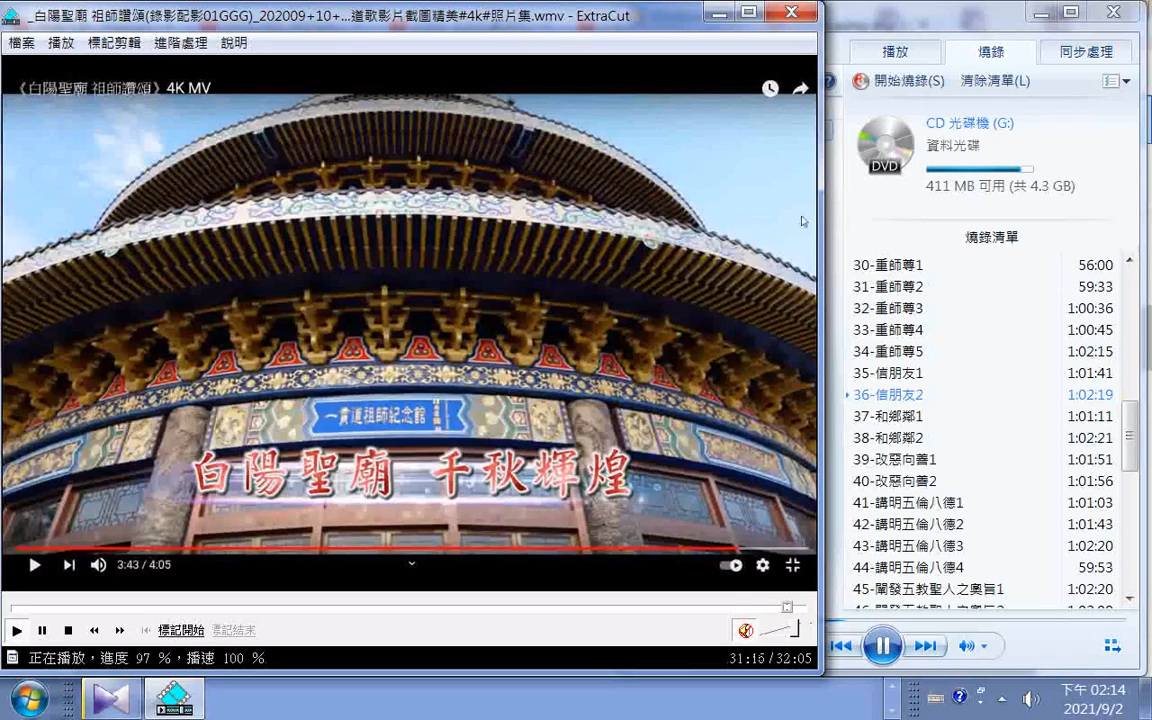 _白陽聖廟 祖師讚頌(錄影配影01GGG)_202009+10+...道歌影片截圖精美#4k#照片集.wmv - ExtraCut
檔案 播放 標記剪輯 進階處理 說明
《白陽聖廟 祖師讚頌》4K MV
一貫道祖師紀念館
白陽聖廟 千秋輝煌
3:43 / 4:05
標記開始 標記結束
正在播放，進度 97 %，播速 100 %
31:16 / 32:05
播放 燒錄 同步處理
開始燒錄(S) 清除清單(L)
DVD
CD 光碟機 (G:)
資料光碟
411 MB 可用 (共 4.3 GB)
燒錄清單
30-重師尊1 56:00
31-重師尊2 59:33
32-重師尊3 1:00:36
33-重師尊4 1:00:45
34-重師尊5 1:02:15
35-信朋友1 1:01:41
36-信朋友2 1:02:19
37-和鄉鄰1 1:01:11
38-和鄉鄰2 1:02:21
39-改惡向善1 1:01:51
40-改惡向善2 1:01:56
41-講明五倫八德1 1:01:03
42-講明五倫八德2 1:01:43
43-講明五倫八德3 1:02:20
44-講明五倫八德4 59:53
45-闡發五教聖人之奧旨1 1:02:20
下午 02:14
2021/9/2